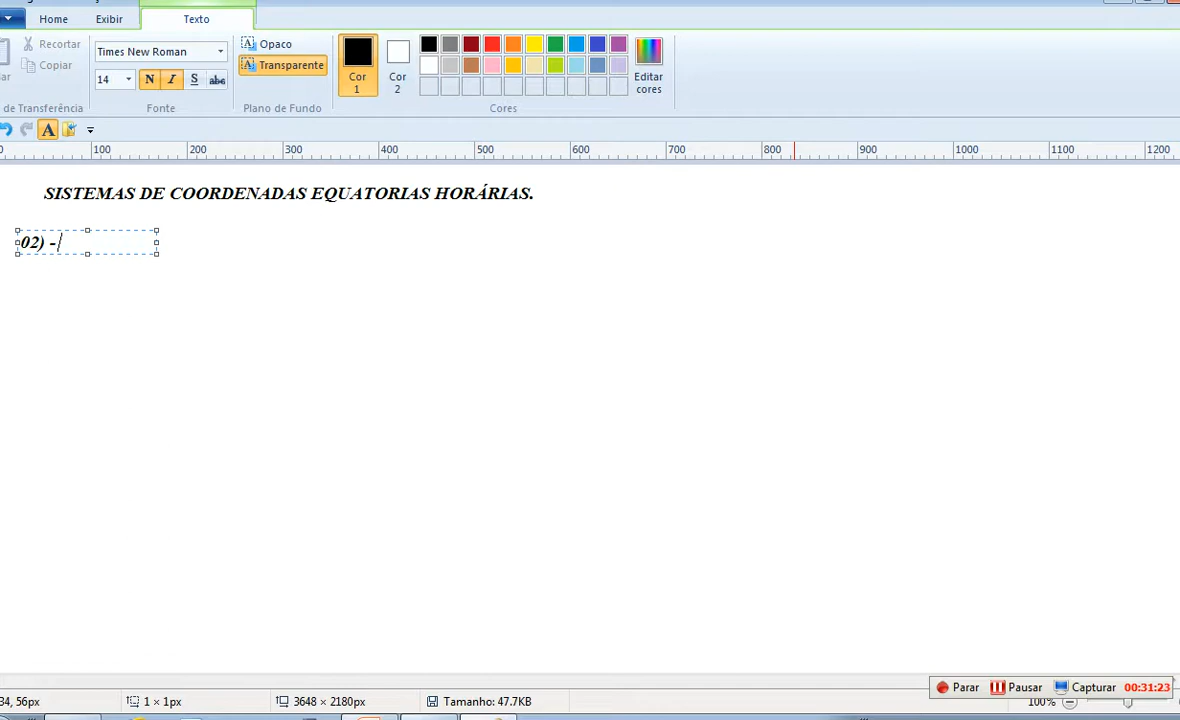 Home Exibir Texto
Recortar
Copiar
de Transferência
Times New Roman
14 N I S abc
Fonte
Opaco
Transparente
Plano de Fundo
Cor 1
Cor 2
Cores
Editar cores
A
100 200 300 400 500 600 700 800 900 1000 1100 1200
SISTEMAS DE COORDENADAS EQUATORIAS HORÁRIAS.
02) -
34, 56px 1 × 1px 3648 × 2180px Tamanho: 47.7KB 100%
Parar Pausar Capturar 00:31:23